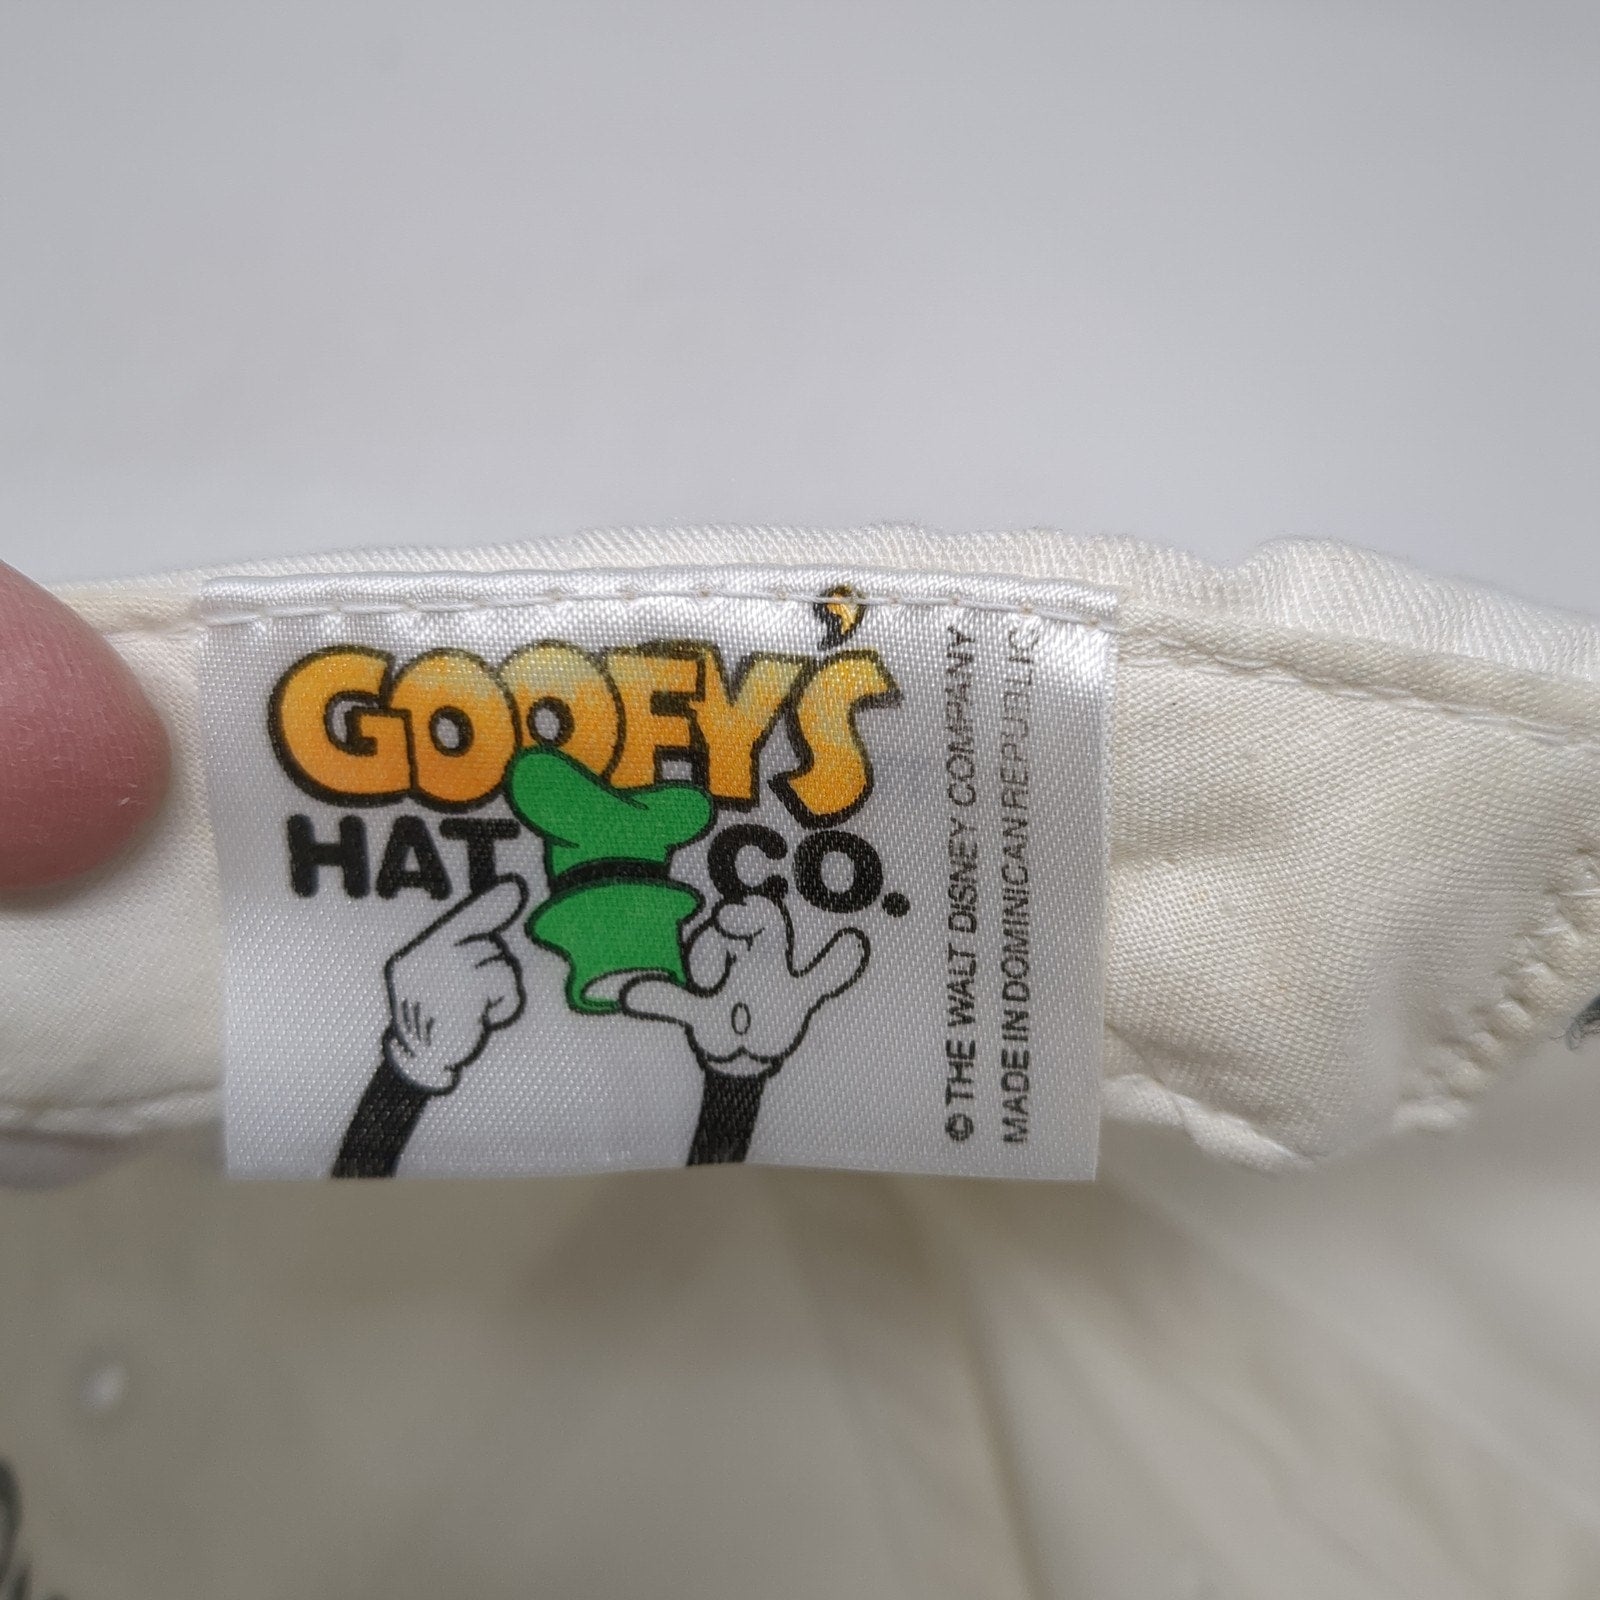 GOOFY'S
HAT CO.
© THE WALT DISNEY COMPANY
MADE IN DOMINICAN REPUBLIC